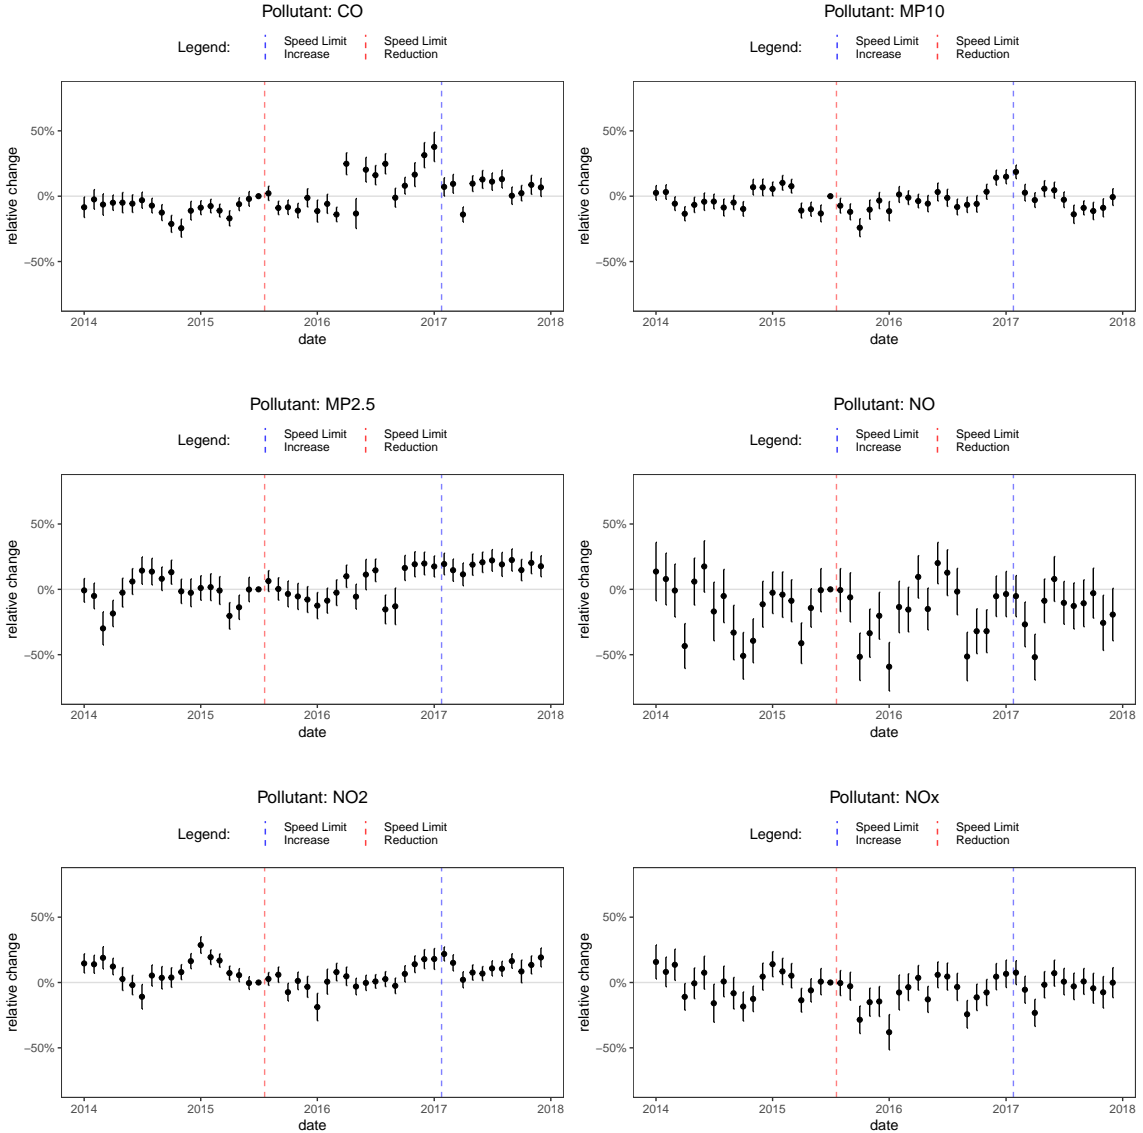 Pollutant: CO
Legend:
Speed Limit
Increase
Speed Limit
Reduction
relative change
50%
0%
−50%
2014
2015
2016
2017
2018
date
Pollutant: MP10
Legend:
Speed Limit
Increase
Speed Limit
Reduction
relative change
50%
0%
−50%
2014
2015
2016
2017
2018
date
Pollutant: MP2.5
Legend:
Speed Limit
Increase
Speed Limit
Reduction
relative change
50%
0%
−50%
2014
2015
2016
2017
2018
date
Pollutant: NO
Legend:
Speed Limit
Increase
Speed Limit
Reduction
relative change
50%
0%
−50%
2014
2015
2016
2017
2018
date
Pollutant: NO2
Legend:
Speed Limit
Increase
Speed Limit
Reduction
relative change
50%
0%
−50%
2014
2015
2016
2017
2018
date
Pollutant: NOx
Legend:
Speed Limit
Increase
Speed Limit
Reduction
relative change
50%
0%
−50%
2014
2015
2016
2017
2018
date